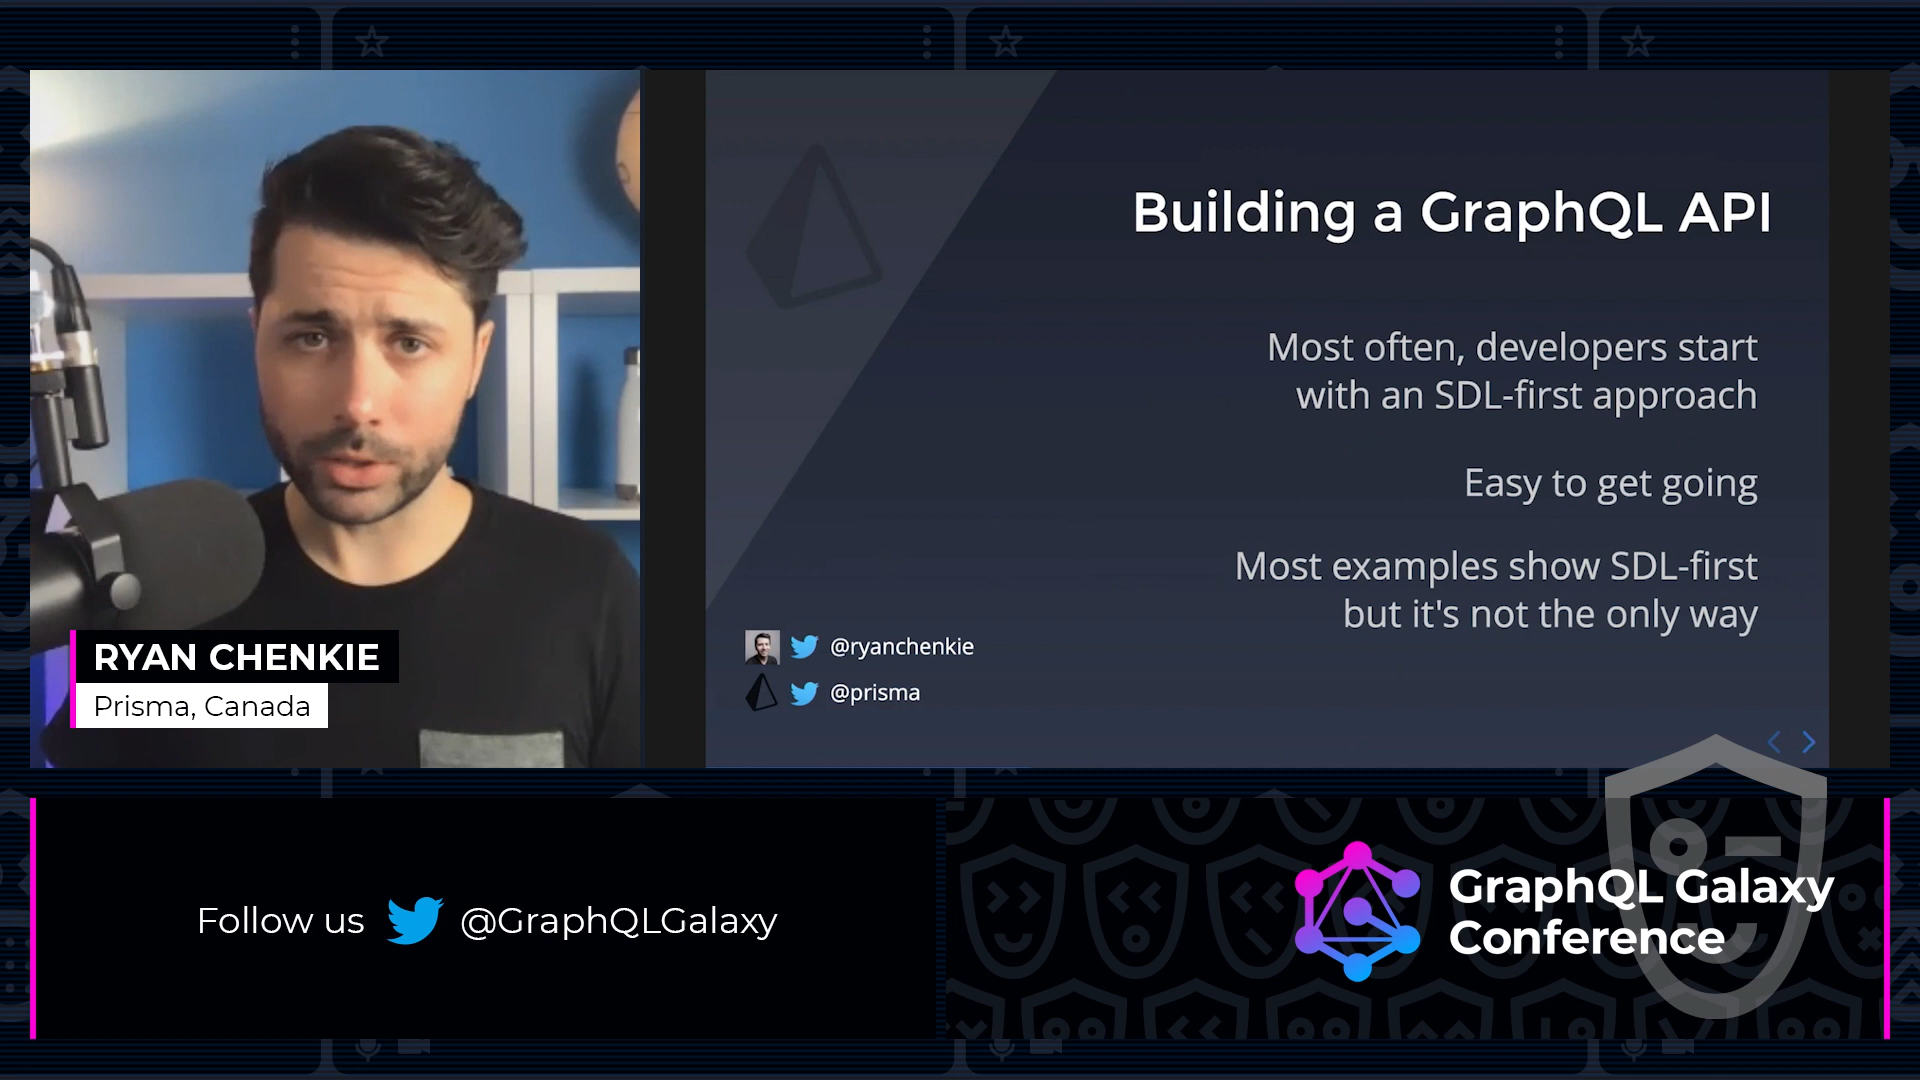 Building a GraphQL API
Most often, developers start
with an SDL-first approach
Easy to get going
Most examples show SDL-first
but it's not the only way
@ryanchenkie
@prisma
RYAN CHENKIE
Prisma, Canada
Follow us @GraphQLGalaxy
GraphQL Galaxy
Conference